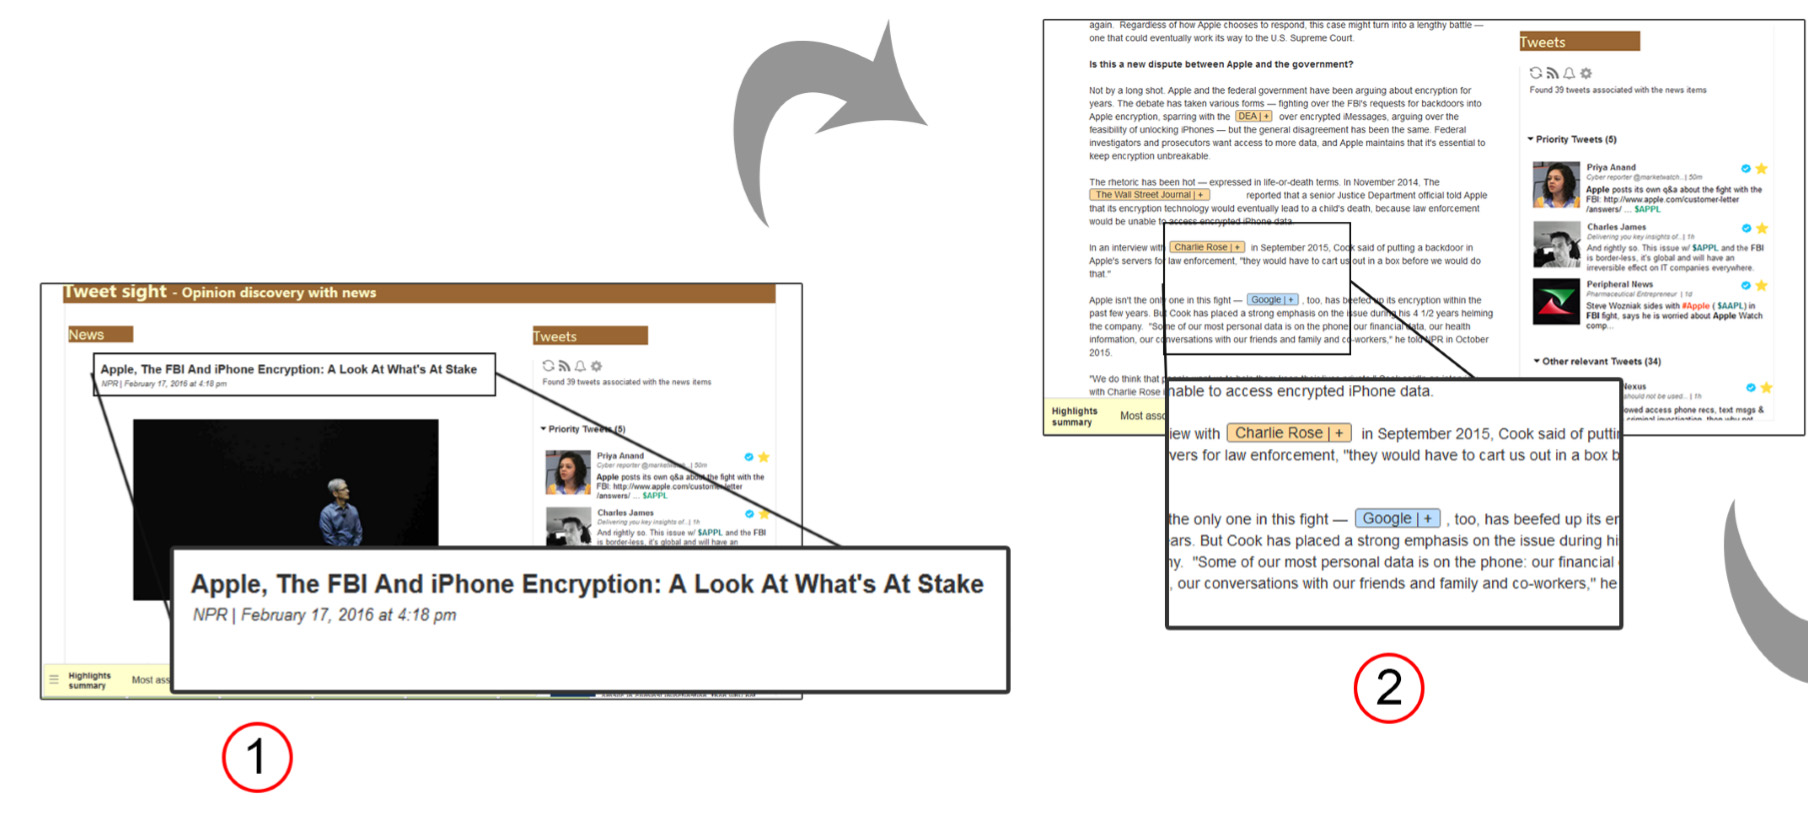 Tweet sight - Opinion discovery with news
News
Apple, The FBI And iPhone Encryption: A Look At What's At Stake
NPR | February 17, 2016 at 4:18 pm
Tweets
Found 39 tweets associated with the news items
Priority Tweets (5)
Priya Anand
Cyber reporter @marketwatch.. | 50m
Apple posts its own q&a about the fight with the
FBI: http://www.apple.com/customer-letter
/answers/ ... $APPL
Charles James
Delivering you key insights of.. | 1h
And rightly so. This issue w/ $APPL and the FBI
is border-less, it's global and will have an
Highlights
summary
Most ass
Apple, The FBI And iPhone Encryption: A Look At What's At Stake
NPR | February 17, 2016 at 4:18 pm
1
again. Regardless of how Apple chooses to respond, this case might turn into a lengthy battle —
one that could eventually work its way to the U.S. Supreme Court.
Is this a new dispute between Apple and the government?
Not by a long shot. Apple and the federal government have been arguing about encryption for
years. The debate has taken various forms — fighting over the FBI's requests for backdoors into
Apple encryption, sparring with the DEA | + over encrypted iMessages, arguing over the
feasibility of unlocking iPhones — but the general disagreement has been the same. Federal
investigators and prosecutors want access to more data, and Apple maintains that it's essential to
keep encryption unbreakable.
The rhetoric has been hot — expressed in life-or-death terms. In November 2014, The
The Wall Street Journal | + reported that a senior Justice Department official told Apple
that its encryption technology would eventually lead to a child's death, because law enforcement
would be unable to access encrypted iPhone data.
In an interview with Charlie Rose | + in September 2015, Cook said of putting a backdoor in
Apple's servers for law enforcement, "they would have to cart us out in a box before we would do
that."
Apple isn't the only one in this fight — Google | + , too, has beefed up its encryption within the
past few years. But Cook has placed a strong emphasis on the issue during his 4 1/2 years helming
the company. "Some of our most personal data is on the phone: our financial data, our health
information, our conversations with our friends and family and co-workers," he told NPR in October
2015.
"We do think that
with Charlie Rose
Highlights
summary
Most asso
Tweets
Found 39 tweets associated with the news items
Priority Tweets (5)
Priya Anand
Cyber reporter @marketwatch.. | 50m
Apple posts its own q&a about the fight with the
FBI: http://www.apple.com/customer-letter
/answers/ ... $APPL
Charles James
Delivering you key insights of.. | 1h
And rightly so. This issue w/ $APPL and the FBI
is border-less, it's global and will have an
irreversible effect on IT companies everywhere.
Peripheral News
Pharmaceutical Entrepreneur | 1d
Steve Wozniak sides with #Apple ( $AAPL) in
FBI fight, says he is worried about Apple Watch
comp...
Other relevant Tweets (34)
Nexus
should not be used.. | 1h
owed access phone recs, text msgs &
nable to access encrypted iPhone data.
iew with Charlie Rose | + in September 2015, Cook said of puttin
vers for law enforcement, "they would have to cart us out in a box b
the only one in this fight — Google | + , too, has beefed up its en
ars. But Cook has placed a strong emphasis on the issue during hi
ny. "Some of our most personal data is on the phone: our financial
, our conversations with our friends and family and co-workers," he
2